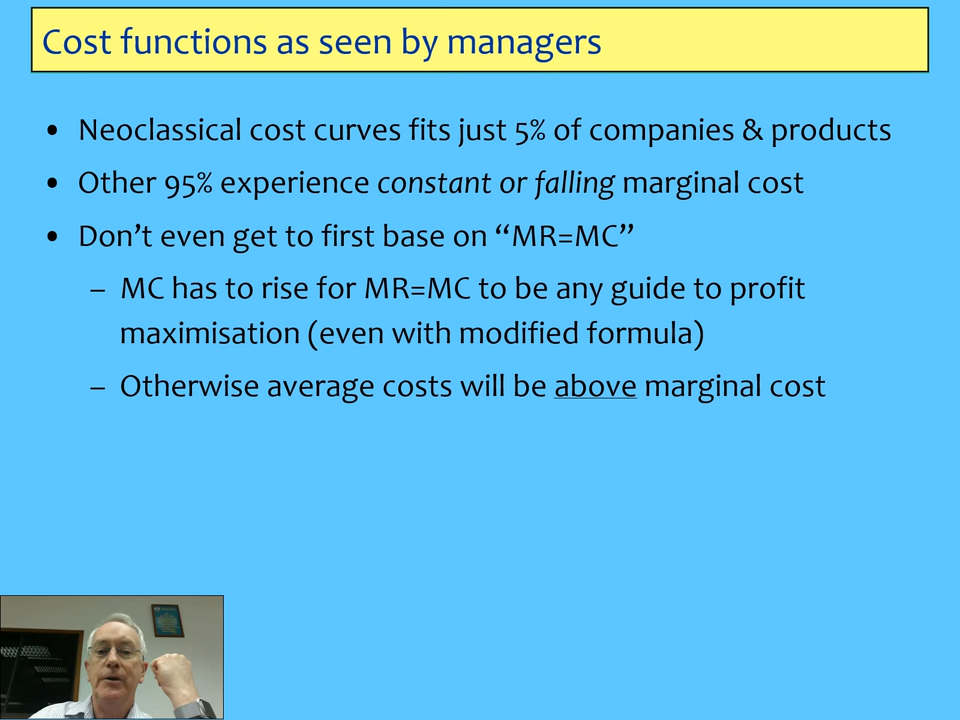 Cost functions as seen by managers
• Neoclassical cost curves fits just 5% of companies & products
• Other 95% experience constant or falling marginal cost
• Don’t even get to first base on “MR=MC”
– MC has to rise for MR=MC to be any guide to profit
maximisation (even with modified formula)
– Otherwise average costs will be above marginal cost